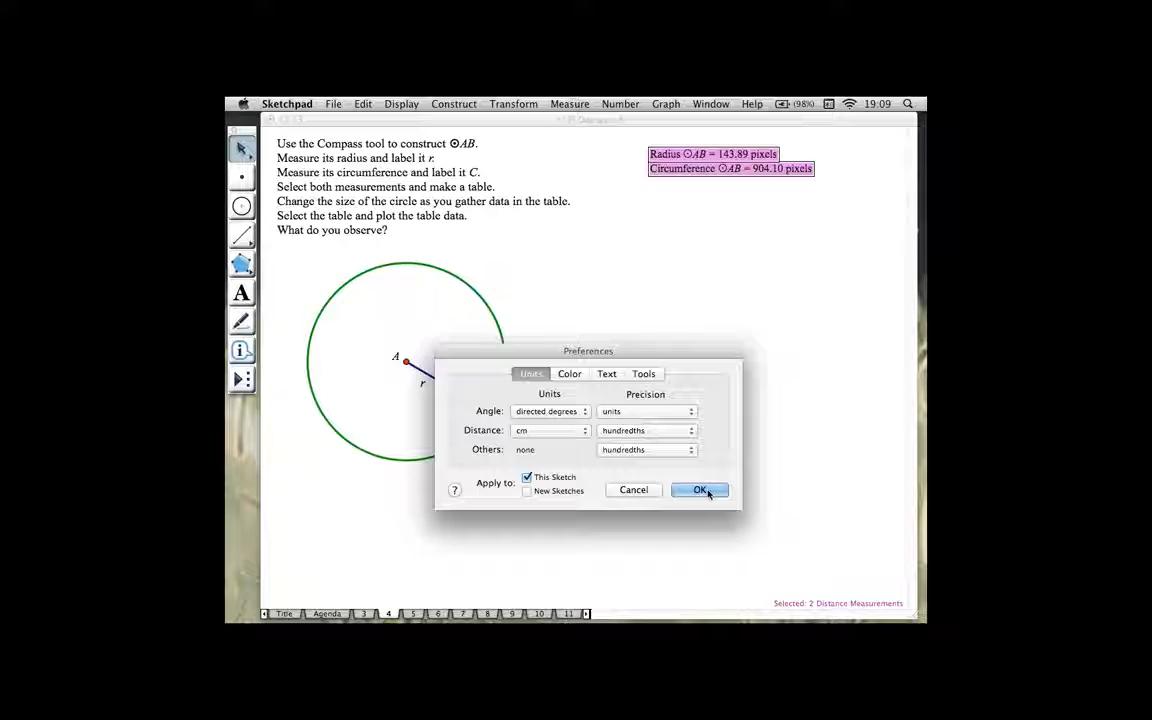 Sketchpad File Edit Display Construct Transform Measure Number Graph Window Help (98%) 19:09
Use the Compass tool to construct ⊙AB.
Measure its radius and label it r.
Measure its circumference and label it C.
Select both measurements and make a table.
Change the size of the circle as you gather data in the table.
Select the table and plot the table data.
What do you observe?
Radius ⊙AB = 143.89 pixels
Circumference ⊙AB = 904.10 pixels
A
A
r
Preferences
Units Color Text Tools
Units Precision
Angle: directed degrees units
Distance: cm hundredths
Others: none hundredths
Apply to: This Sketch
New Sketches
? Cancel OK
Selected: 2 Distance Measurements
Title Agenda 3 4 5 6 7 8 9 10 11